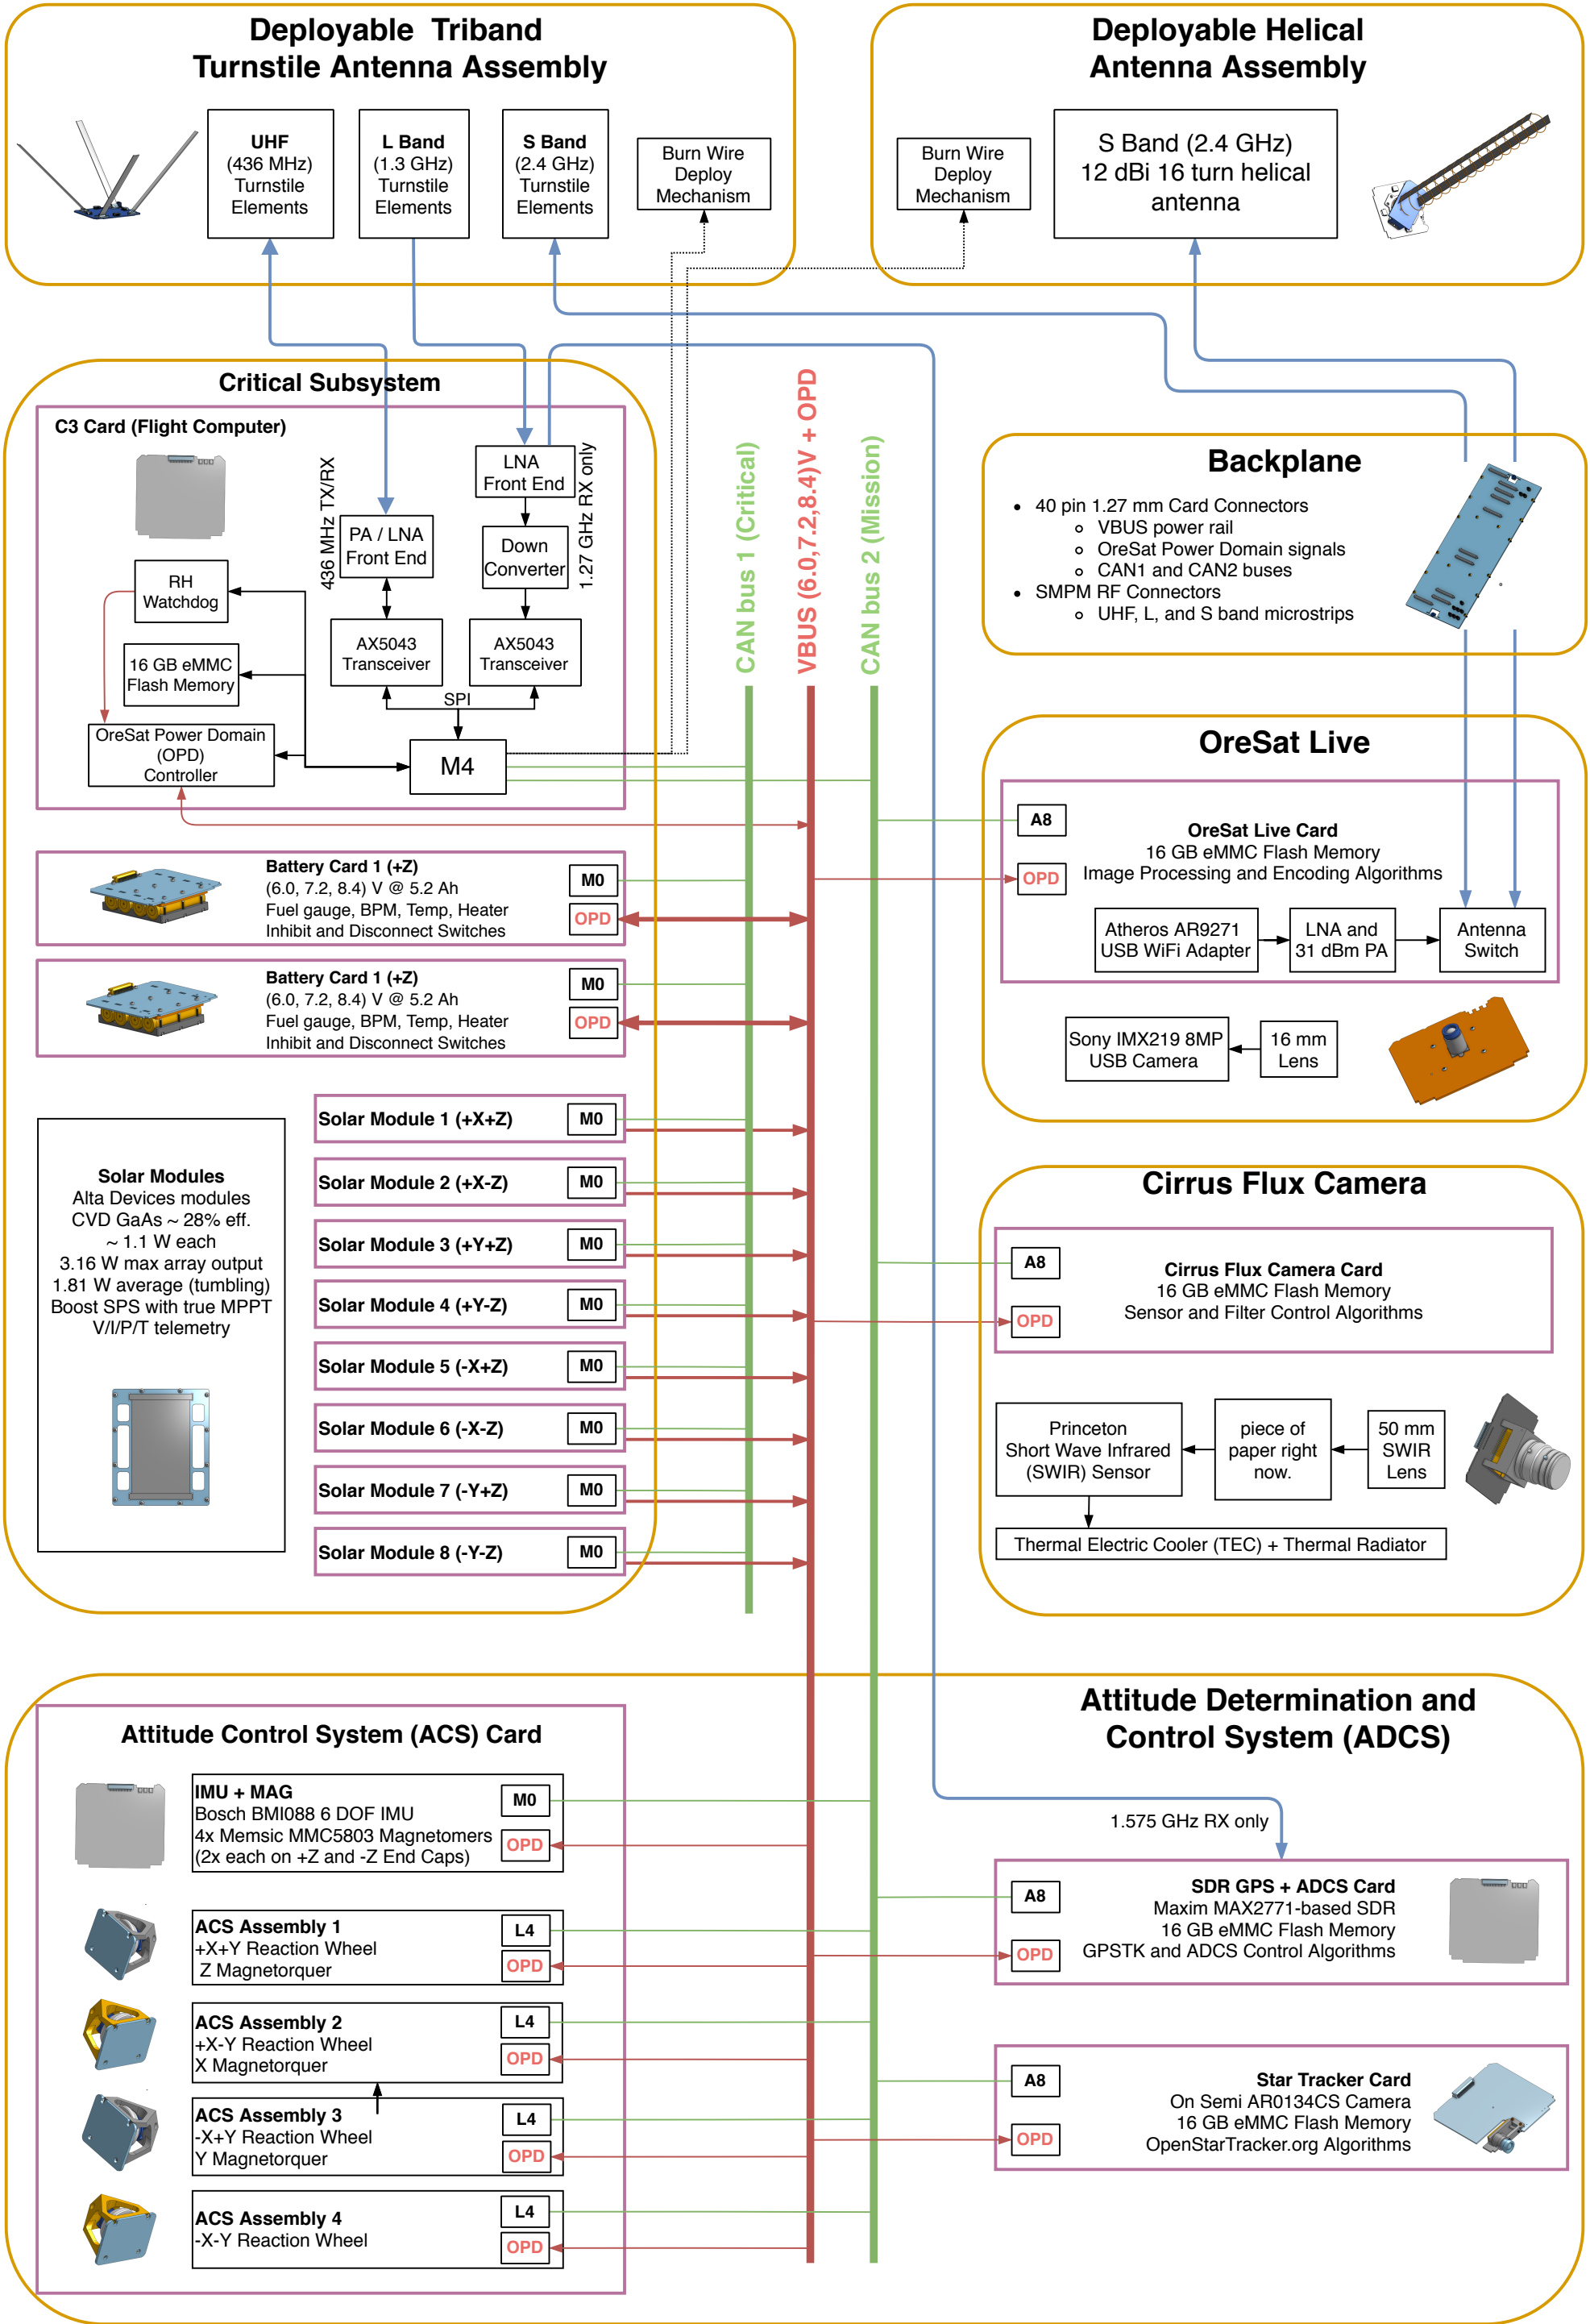 Deployable Triband
Turnstile Antenna Assembly
UHF
(436 MHz)
Turnstile
Elements
L Band
(1.3 GHz)
Turnstile
Elements
S Band
(2.4 GHz)
Turnstile
Elements
Burn Wire
Deploy
Mechanism
Deployable Helical
Antenna Assembly
Burn Wire
Deploy
Mechanism
S Band (2.4 GHz)
12 dBi 16 turn helical
antenna
Critical Subsystem
C3 Card (Flight Computer)
436 MHz TX/RX
LNA
Front End
1.27 GHz RX only
PA / LNA
Front End
Down
Converter
RH
Watchdog
AX5043
Transceiver
AX5043
Transceiver
16 GB eMMC
Flash Memory
SPI
OreSat Power Domain
(OPD)
Controller
M4
CAN bus 1 (Critical)
VBUS (6.0,7.2,8.4)V + OPD
CAN bus 2 (Mission)
Backplane
• 40 pin 1.27 mm Card Connectors
o VBUS power rail
o OreSat Power Domain signals
o CAN1 and CAN2 buses
• SMPM RF Connectors
o UHF, L, and S band microstrips
Battery Card 1 (+Z)
(6.0, 7.2, 8.4) V @ 5.2 Ah
Fuel gauge, BPM, Temp, Heater
Inhibit and Disconnect Switches
M0
OPD
Battery Card 1 (+Z)
(6.0, 7.2, 8.4) V @ 5.2 Ah
Fuel gauge, BPM, Temp, Heater
Inhibit and Disconnect Switches
M0
OPD
OreSat Live
A8
OPD
OreSat Live Card
16 GB eMMC Flash Memory
Image Processing and Encoding Algorithms
Atheros AR9271
USB WiFi Adapter
LNA and
31 dBm PA
Antenna
Switch
Sony IMX219 8MP
USB Camera
16 mm
Lens
Solar Modules
Alta Devices modules
CVD GaAs ~ 28% eff.
~ 1.1 W each
3.16 W max array output
1.81 W average (tumbling)
Boost SPS with true MPPT
V/I/P/T telemetry
Solar Module 1 (+X+Z)
M0
Solar Module 2 (+X-Z)
M0
Solar Module 3 (+Y+Z)
M0
Solar Module 4 (+Y-Z)
M0
Solar Module 5 (-X+Z)
M0
Solar Module 6 (-X-Z)
M0
Solar Module 7 (-Y+Z)
M0
Solar Module 8 (-Y-Z)
M0
Cirrus Flux Camera
A8
OPD
Cirrus Flux Camera Card
16 GB eMMC Flash Memory
Sensor and Filter Control Algorithms
Princeton
Short Wave Infrared
(SWIR) Sensor
piece of
paper right
now.
50 mm
SWIR
Lens
Thermal Electric Cooler (TEC) + Thermal Radiator
Attitude Determination and
Control System (ADCS)
Attitude Control System (ACS) Card
IMU + MAG
Bosch BMI088 6 DOF IMU
4x Memsic MMC5803 Magnetomers
(2x each on +Z and -Z End Caps)
M0
OPD
ACS Assembly 1
+X+Y Reaction Wheel
Z Magnetorquer
L4
OPD
ACS Assembly 2
+X-Y Reaction Wheel
X Magnetorquer
L4
OPD
ACS Assembly 3
-X+Y Reaction Wheel
Y Magnetorquer
L4
OPD
ACS Assembly 4
-X-Y Reaction Wheel
L4
OPD
1.575 GHz RX only
A8
OPD
SDR GPS + ADCS Card
Maxim MAX2771-based SDR
16 GB eMMC Flash Memory
GPSTK and ADCS Control Algorithms
A8
OPD
Star Tracker Card
On Semi AR0134CS Camera
16 GB eMMC Flash Memory
OpenStarTracker.org Algorithms